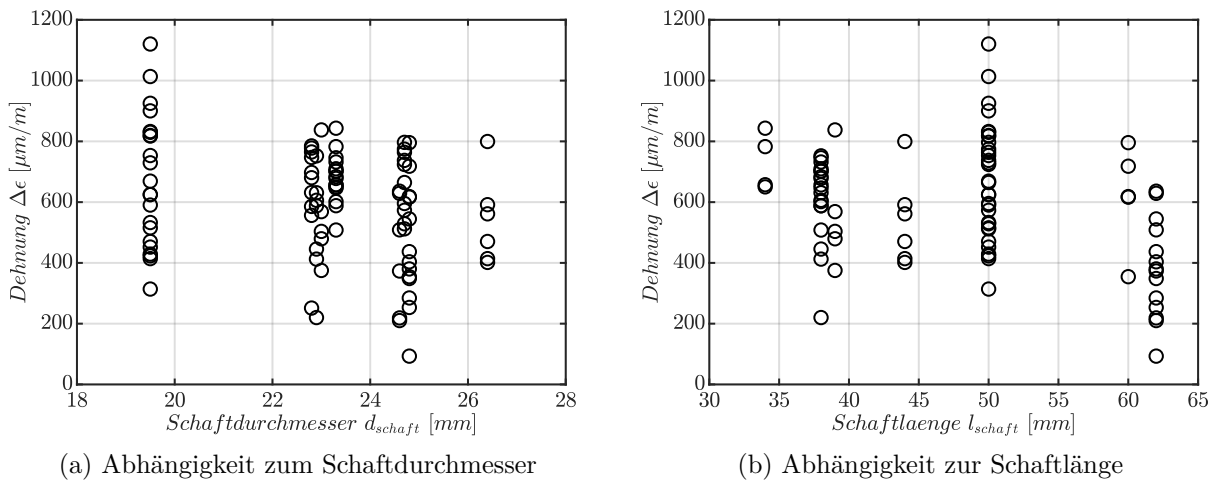 1200
1000
800
600
400
200
0
18 20 22 24 26 28
Dehnung Δϵ [μm/m]
Schaftdurchmesser d_schaft [mm]
(a) Abhängigkeit zum Schaftdurchmesser
1200
1000
800
600
400
200
0
30 35 40 45 50 55 60 65
Dehnung Δϵ [μm/m]
Schaftlaenge l_schaft [mm]
(b) Abhängigkeit zur Schaftlänge